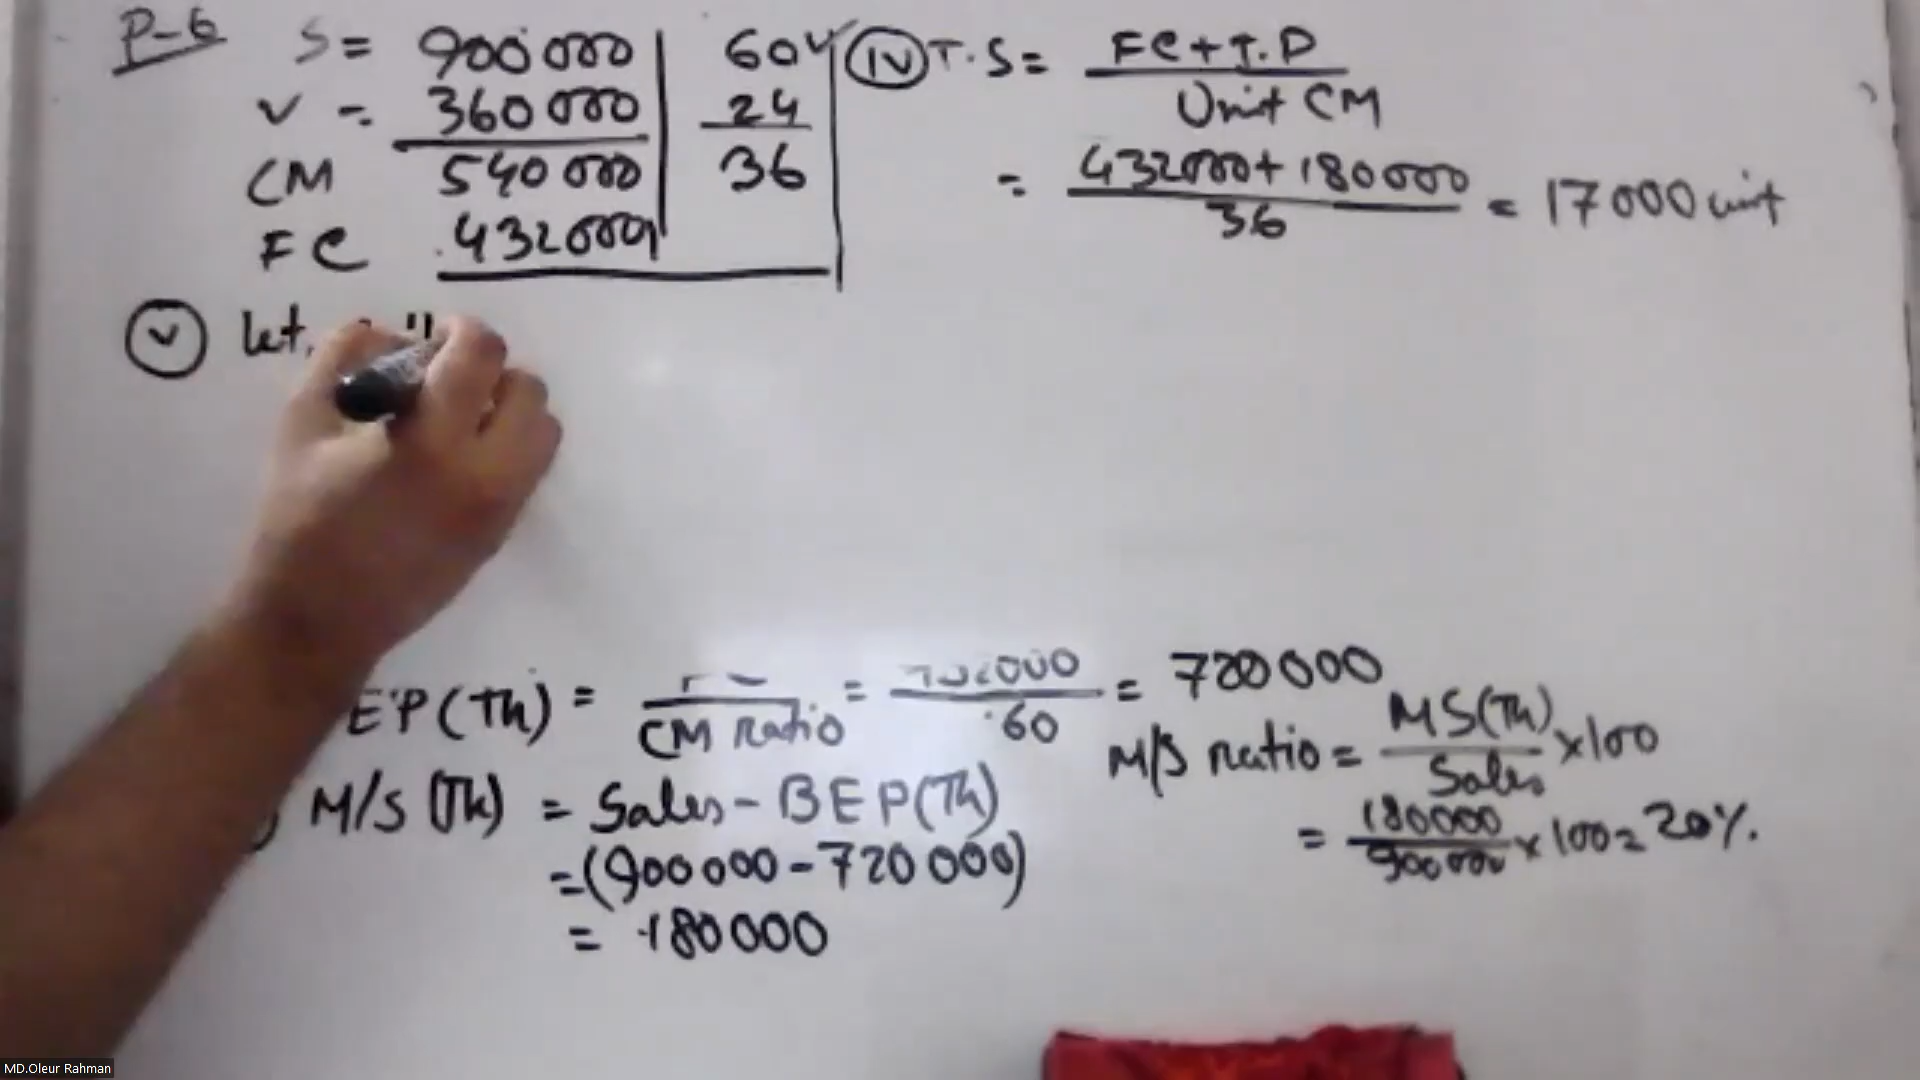 P-6
S = 900000 60
V = 360000 24
CM 540000 36
FC 432000
(iv) T.S = FC + T.P / Unit CM
= 432000 + 180000 / 36 = 17000 unit
(v) let,
EP (Tk) = / CM Ratio = 000 / .60 = 720000
M/S (Tk) = Sales - BEP (Tk)
= (900000 - 720000)
= 180000
M/S ratio = MS(Tk) / Sales × 100
= 180000 / 900000 × 100 = 20%.
MD.Oleur Rahman